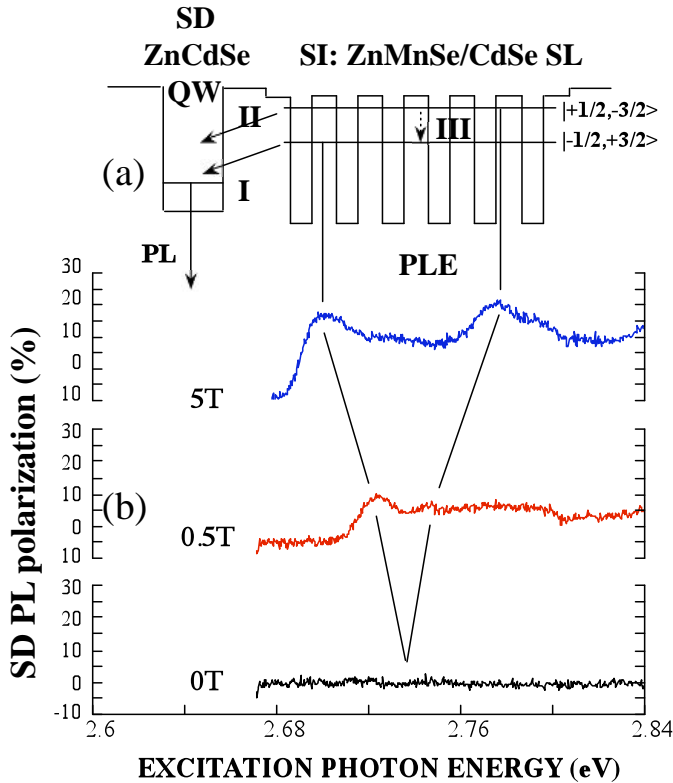 SD
ZnCdSe
QW
SI: ZnMnSe/CdSe SL
II
III
|+1/2,-3/2>
|-1/2,+3/2>
(a)
I
PL
PLE
30
20
10
0
10
5T
30
20
10
0
10
(b)
0.5T
30
20
10
0
-10
0T
SD PL polarization (%)
2.6
2.68
2.76
2.84
EXCITATION PHOTON ENERGY (eV)